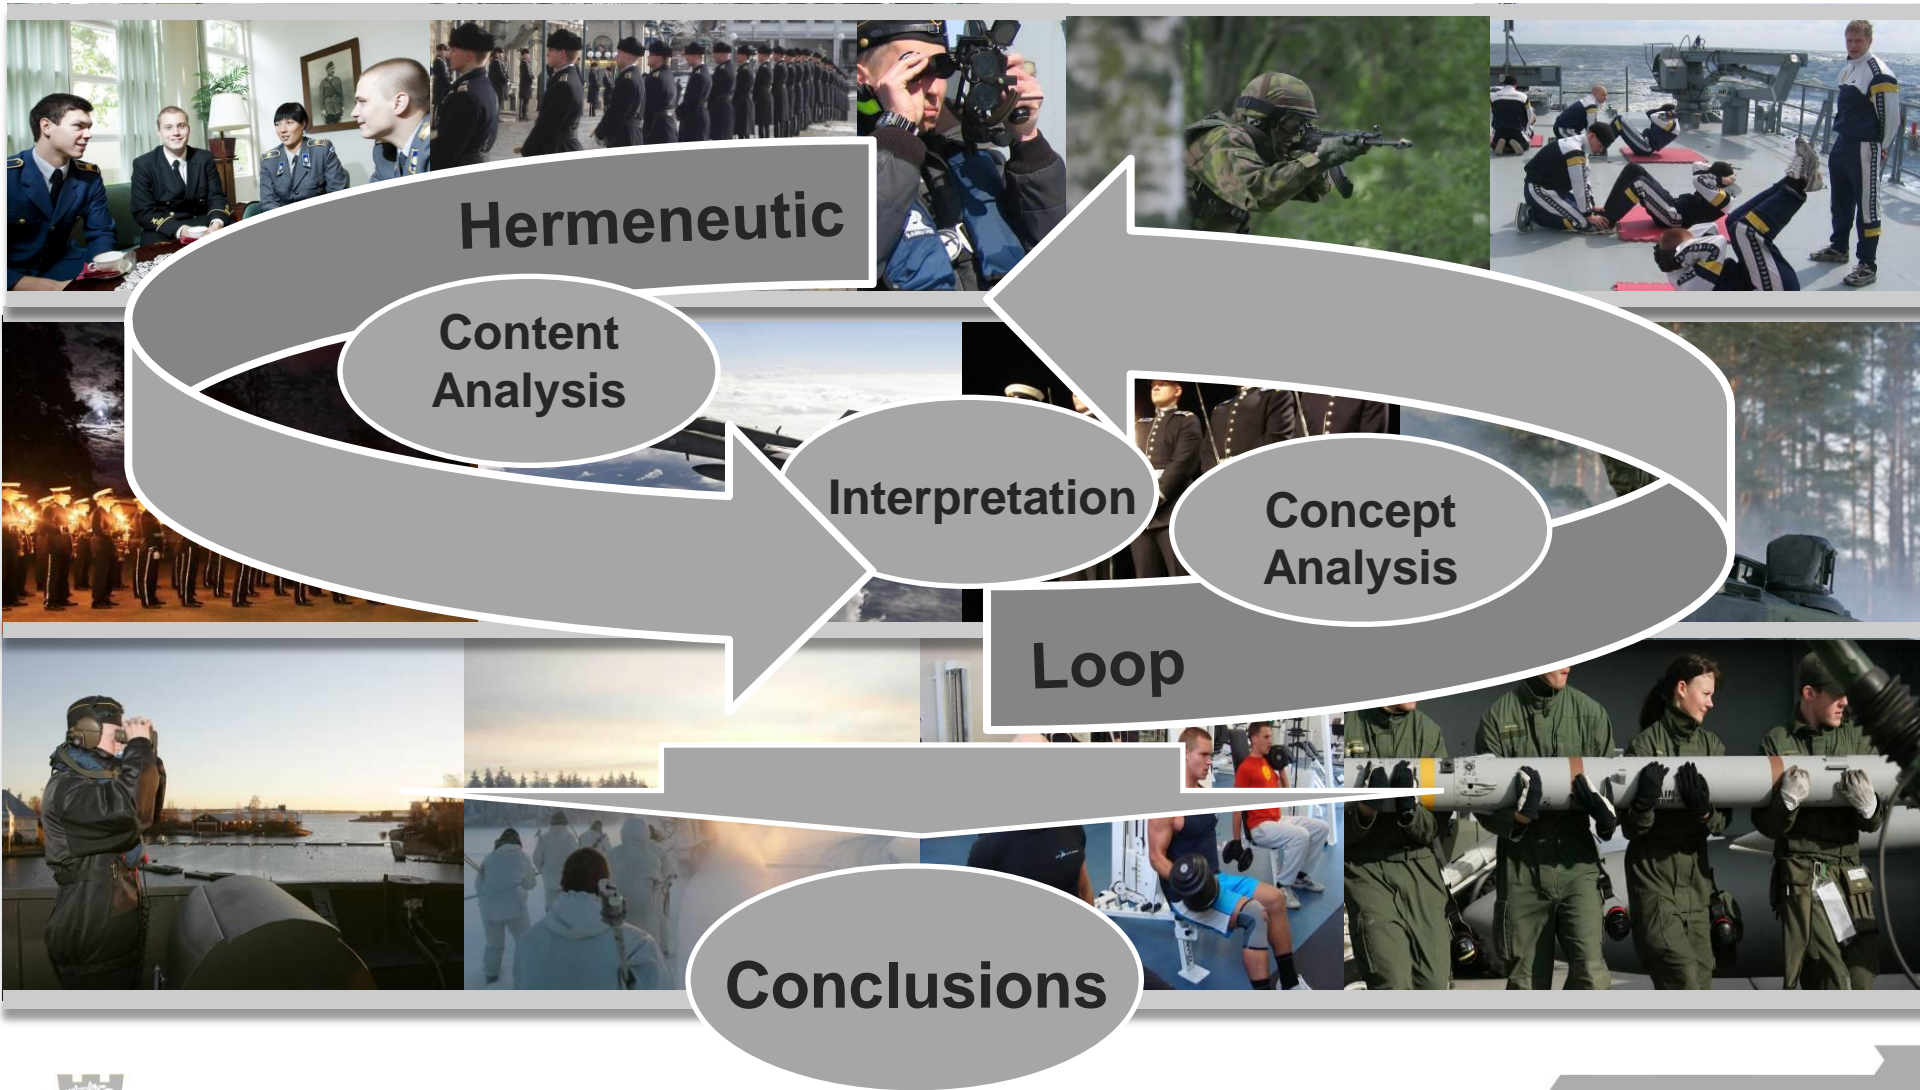 Hermeneutic
Content
Analysis
Interpretation
Concept
Analysis
Loop
Conclusions